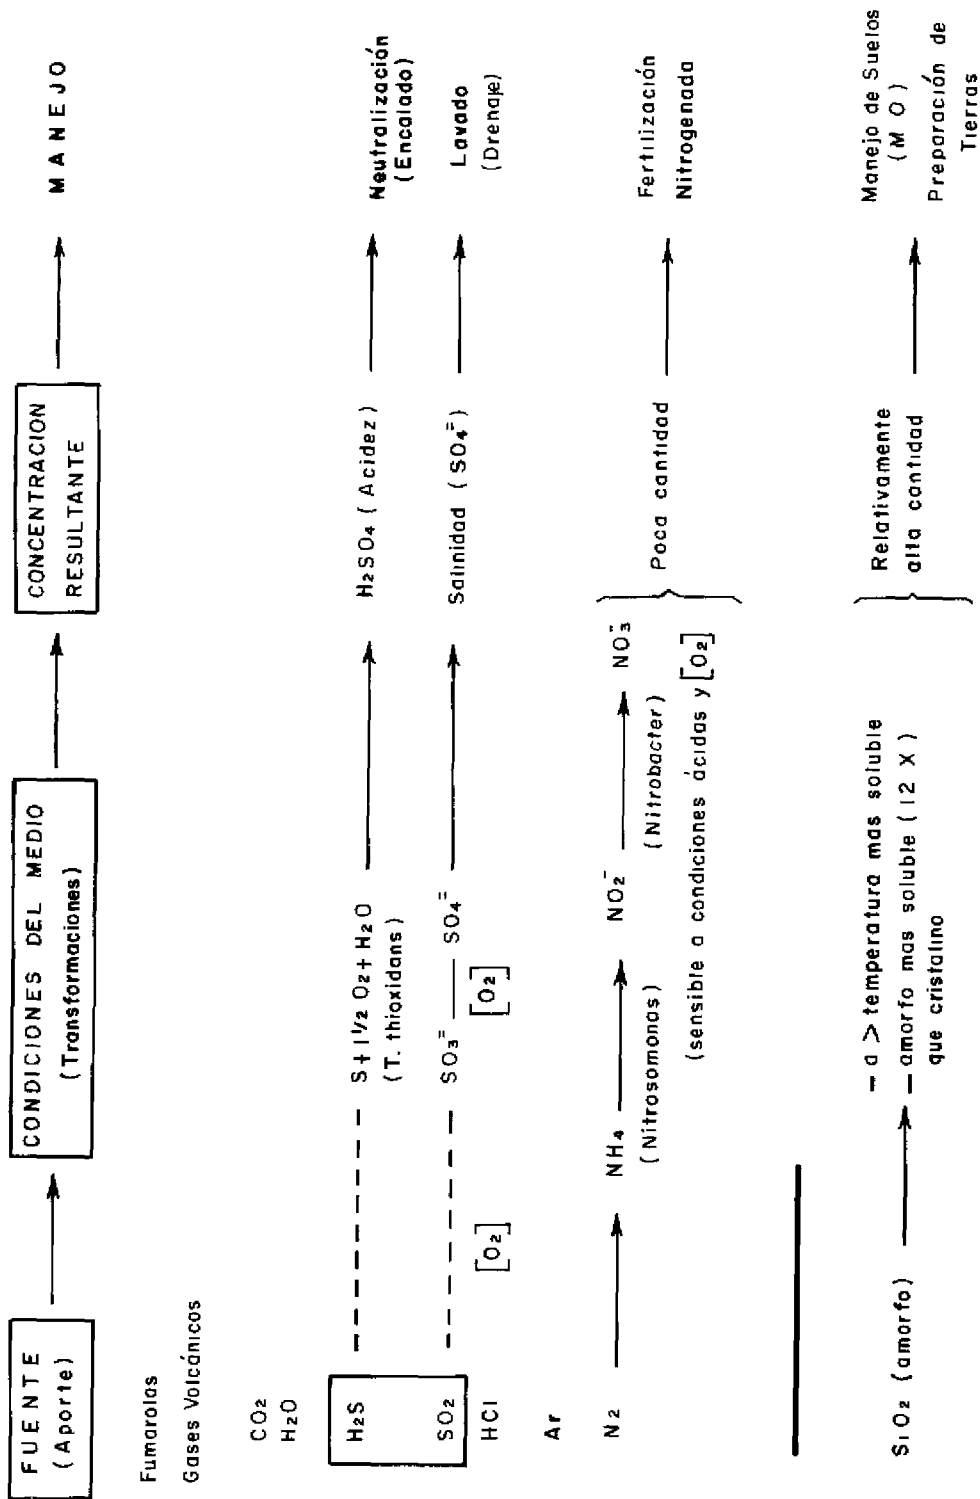 FUENTE
(Aporte)
CONDICIONES DEL MEDIO
(Transformaciones)
CONCENTRACION
RESULTANTE
MANEJO
Fumarolas
Gases Volcánicos
CO2
H2O
H2S
S + 1 1/2 O2 + H2O
(T. thioxidans)
H2SO4 (Acidez)
Neutralización
(Encalado)
SO2
[O2]
SO3=
[O2]
SO4=
Salinidad (SO4=)
Lavado
(Drenaje)
HCl
Ar
N2
NH4
(Nitrosomonas)
NO2-
(Nitrobacter)
NO3-
(sensible a condiciones ácidas y [O2]
Poca cantidad
Fertilización
Nitrogenada
SiO2 (amorfo)
— a > temperatura mas soluble
— amorfo mas soluble (12 X)
que cristalino
Relativamente
alta cantidad
Manejo de Suelos
(M O)
Preparación de
Tierras